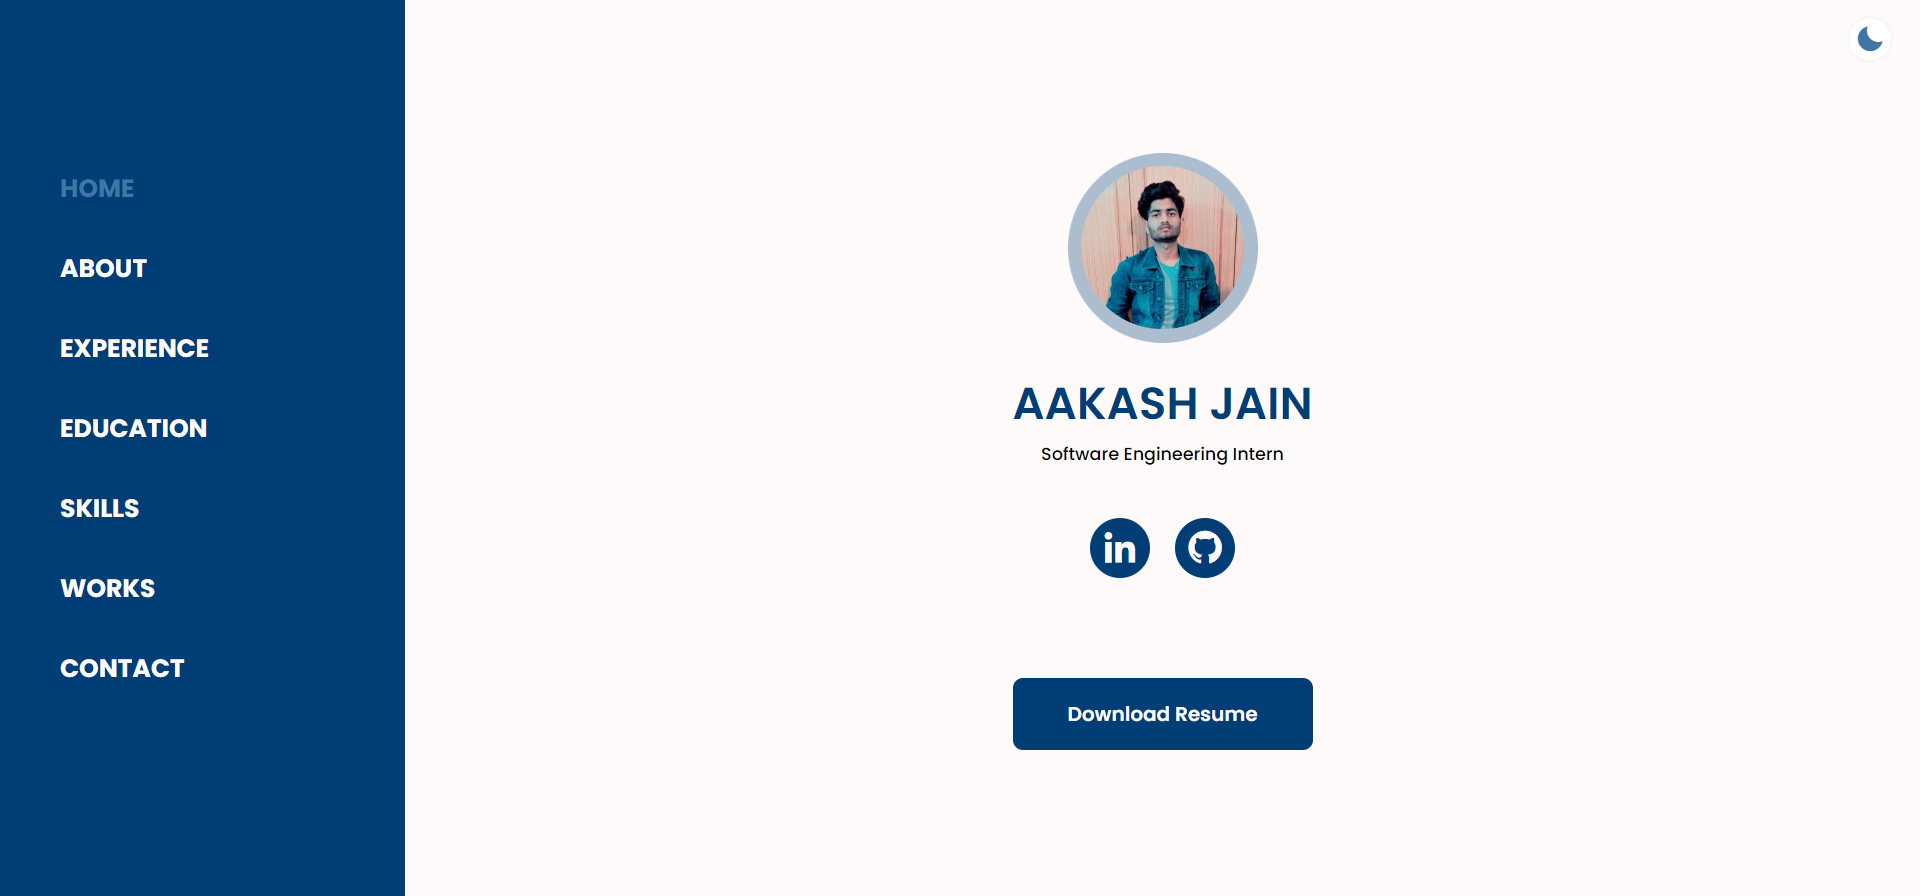 HOME
ABOUT
EXPERIENCE
EDUCATION
SKILLS
WORKS
CONTACT
AAKASH JAIN
Software Engineering Intern
in
Download Resume